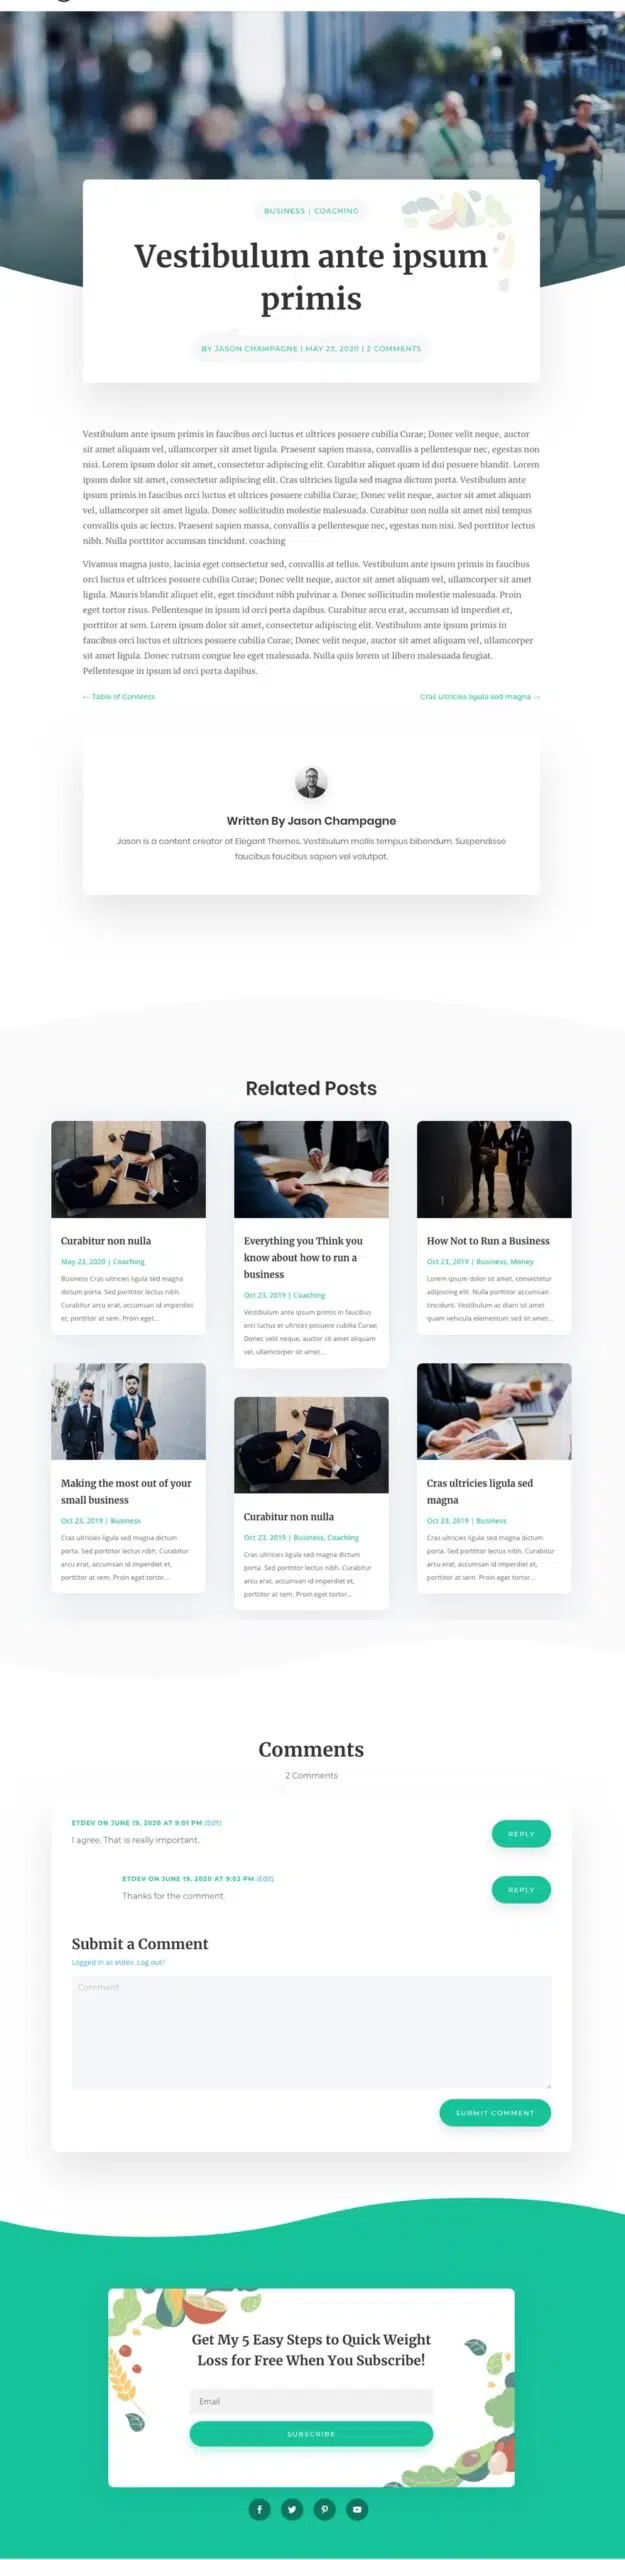 BUSINESS | COACHING
Vestibulum ante ipsum
primis
BY JASON CHAMPAGNE | MAY 23, 2020 | 2 COMMENTS
Vestibulum ante ipsum primis in faucibus orci luctus et ultrices posuere cubilia Curae; Donec velit neque, auctor
sit amet aliquam vel, ullamcorper sit amet ligula. Praesent sapien massa, convallis a pellentesque nec, egestas non
nisi. Lorem ipsum dolor sit amet, consectetur adipiscing elit. Curabitur aliquet quam id dui posuere blandit. Lorem
ipsum dolor sit amet, consectetur adipiscing elit. Cras ultricies ligula sed magna dictum porta. Vestibulum ante
ipsum primis in faucibus orci luctus et ultrices posuere cubilia Curae; Donec velit neque, auctor sit amet aliquam
vel, ullamcorper sit amet ligula. Donec sollicitudin molestie malesuada. Curabitur non nulla sit amet nisl tempus
convallis quis ac lectus. Praesent sapien massa, convallis a pellentesque nec, egestas non nisi. Sed porttitor lectus
nibh. Nulla porttitor accumsan tincidunt. coaching
Vivamus magna justo, lacinia eget consectetur sed, convallis at tellus. Vestibulum ante ipsum primis in faucibus
orci luctus et ultrices posuere cubilia Curae; Donec velit neque, auctor sit amet aliquam vel, ullamcorper sit amet
ligula. Mauris blandit aliquet elit, eget tincidunt nibh pulvinar a. Donec sollicitudin molestie malesuada. Proin
eget tortor risus. Pellentesque in ipsum id orci porta dapibus. Curabitur arcu erat, accumsan id imperdiet et,
porttitor at sem. Lorem ipsum dolor sit amet, consectetur adipiscing elit. Vestibulum ante ipsum primis in
faucibus orci luctus et ultrices posuere cubilia Curae; Donec velit neque, auctor sit amet aliquam vel, ullamcorper
sit amet ligula. Donec rutrum congue leo eget malesuada. Nulla quis lorem ut libero malesuada feugiat.
Pellentesque in ipsum id orci porta dapibus.
← Table of Contents
Cras ultricies ligula sed magna →
Written By Jason Champagne
Jason is a content creator at Elegant Themes. Vestibulum mollis tempus bibendum. Suspendisse
faucibus faucibus sapien vel volutpat.
Related Posts
Curabitur non nulla
May 23, 2020 | Coaching
Business Cras ultricies ligula sed magna
dictum porta. Sed porttitor lectus nibh.
Curabitur arcu erat, accumsan id imperdiet
et, porttitor at sem. Proin eget...
Everything you Think you
know about how to run a
business
Oct 23, 2019 | Coaching
Vestibulum ante ipsum primis in faucibus
orci luctus et ultrices posuere cubilia Curae;
Donec velit neque, auctor sit amet aliquam
vel, ullamcorper sit amet...
How Not to Run a Business
Oct 23, 2019 | Business, Money
Lorem ipsum dolor sit amet, consectetur
adipiscing elit. Nulla porttitor accumsan
tincidunt. Vestibulum ac diam sit amet
quam vehicula elementum sed sit amet...
Making the most out of your
small business
Oct 23, 2019 | Business
Cras ultricies ligula sed magna dictum
porta. Sed porttitor lectus nibh. Curabitur
arcu erat, accumsan id imperdiet et,
porttitor at sem. Proin eget tortor...
Curabitur non nulla
Oct 23, 2019 | Business, Coaching
Cras ultricies ligula sed magna dictum
porta. Sed porttitor lectus nibh. Curabitur
arcu erat, accumsan id imperdiet et,
porttitor at sem. Proin eget tortor...
Cras ultricies ligula sed
magna
Oct 23, 2019 | Business
Cras ultricies ligula sed magna dictum
porta. Sed porttitor lectus nibh. Curabitur
arcu erat, accumsan id imperdiet et,
porttitor at sem. Proin eget tortor...
Comments
2 Comments
ETDEV ON JUNE 19, 2020 AT 9:01 PM (Edit)
I agree. That is really important.
REPLY
ETDEV ON JUNE 19, 2020 AT 9:02 PM (Edit)
Thanks for the comment.
REPLY
Submit a Comment
Logged in as etdev. Log out?
Comment
SUBMIT COMMENT
Get My 5 Easy Steps to Quick Weight
Loss for Free When You Subscribe!
Email
SUBSCRIBE